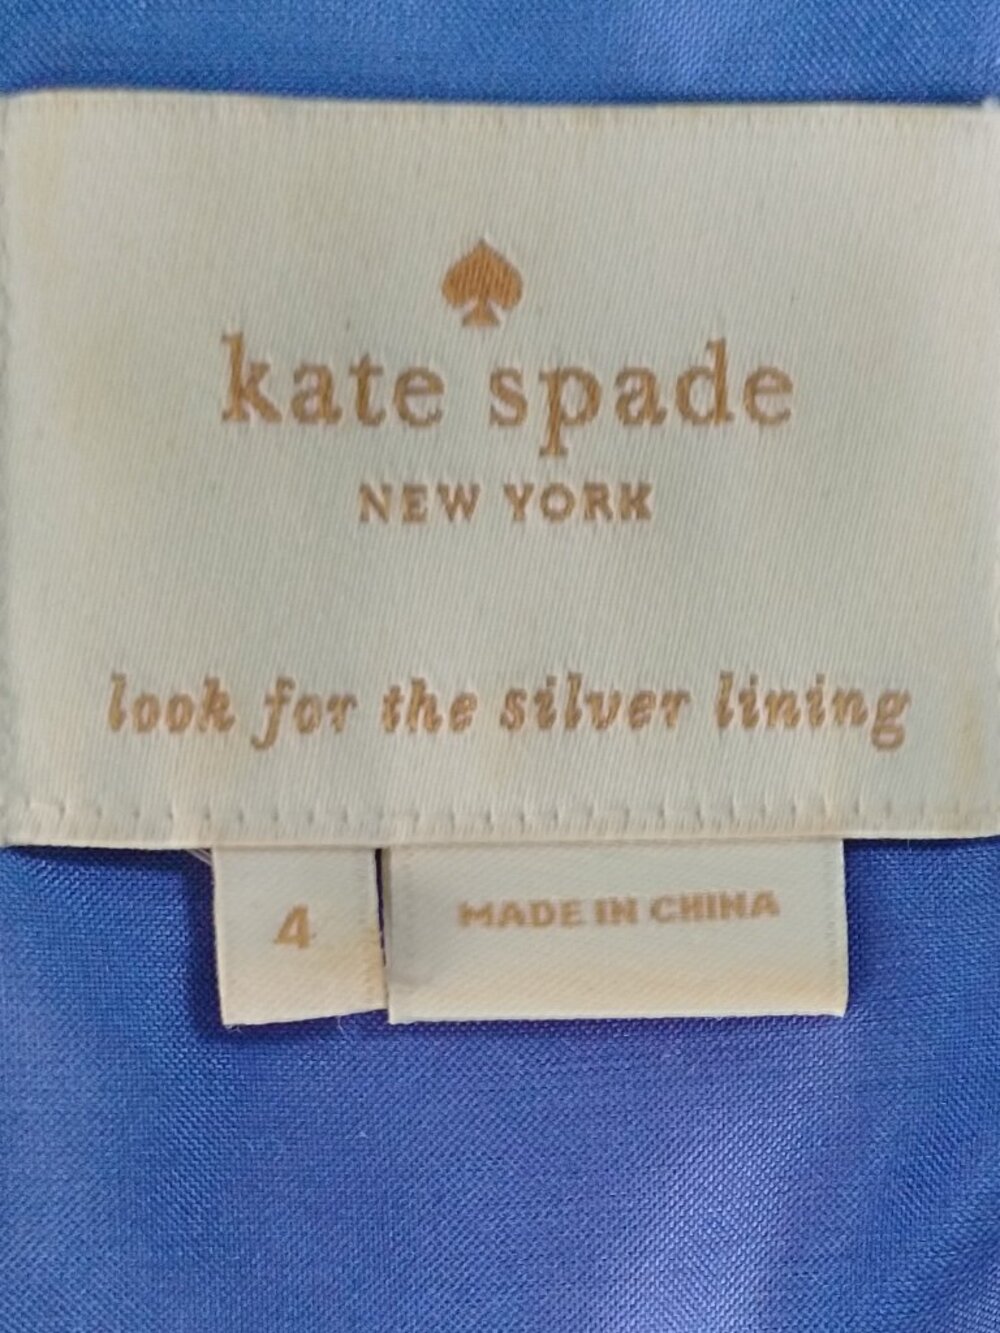 kate spade
NEW YORK
look for the silver lining
4
MADE IN CHINA